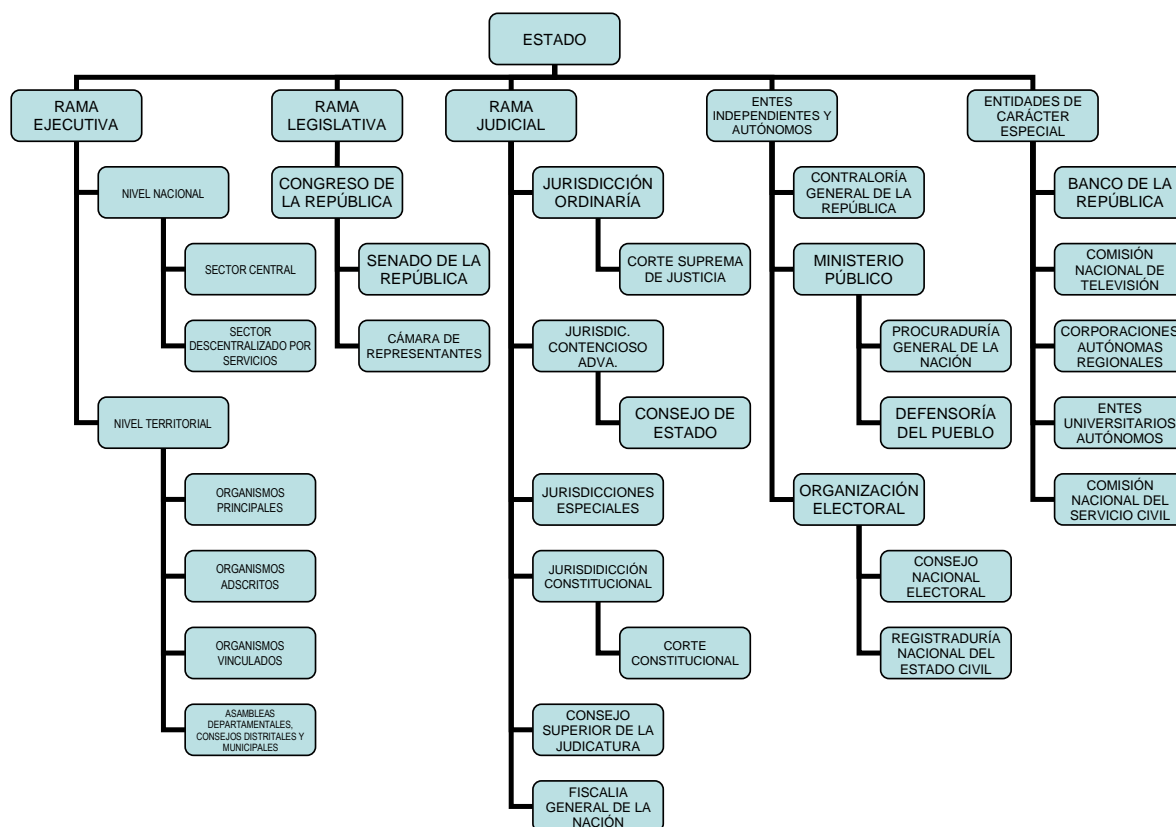 ESTADO
RAMA
EJECUTIVA
RAMA
LEGISLATIVA
RAMA
JUDICIAL
ENTES
INDEPENDIENTES Y
AUTÓNOMOS
ENTIDADES DE
CARÁCTER
ESPECIAL
NIVEL NACIONAL
SECTOR CENTRAL
SECTOR
DESCENTRALIZADO POR
SERVICIOS
NIVEL TERRITORIAL
ORGANISMOS
PRINCIPALES
ORGANISMOS
ADSCRITOS
ORGANISMOS
VINCULADOS
ASAMBLEAS
DEPARTAMENTALES,
CONSEJOS DISTRITALES Y
MUNICIPALES
CONGRESO DE
LA REPÚBLICA
SENADO DE LA
REPÚBLICA
CÁMARA DE
REPRESENTANTES
JURISDICCIÓN
ORDINARÍA
CORTE SUPREMA
DE JUSTICIA
JURISDIC.
CONTENCIOSO
ADVA.
CONSEJO DE
ESTADO
JURISDICCIONES
ESPECIALES
JURISDIDICCIÓN
CONSTITUCIONAL
CORTE
CONSTITUCIONAL
CONSEJO
SUPERIOR DE LA
JUDICATURA
FISCALIA
GENERAL DE LA
NACIÓN
CONTRALORÍA
GENERAL DE LA
REPÚBLICA
MINISTERIO
PÚBLICO
PROCURADURÍA
GENERAL DE LA
NACIÓN
DEFENSORÍA
DEL PUEBLO
ORGANIZACIÓN
ELECTORAL
CONSEJO
NACIONAL
ELECTORAL
REGISTRADURÍA
NACIONAL DEL
ESTADO CIVIL
BANCO DE LA
REPÚBLICA
COMISIÓN
NACIONAL DE
TELEVISIÓN
CORPORACIONES
AUTÓNOMAS
REGIONALES
ENTES
UNIVERSITARIOS
AUTÓNOMOS
COMISIÓN
NACIONAL DEL
SERVICIO CIVIL